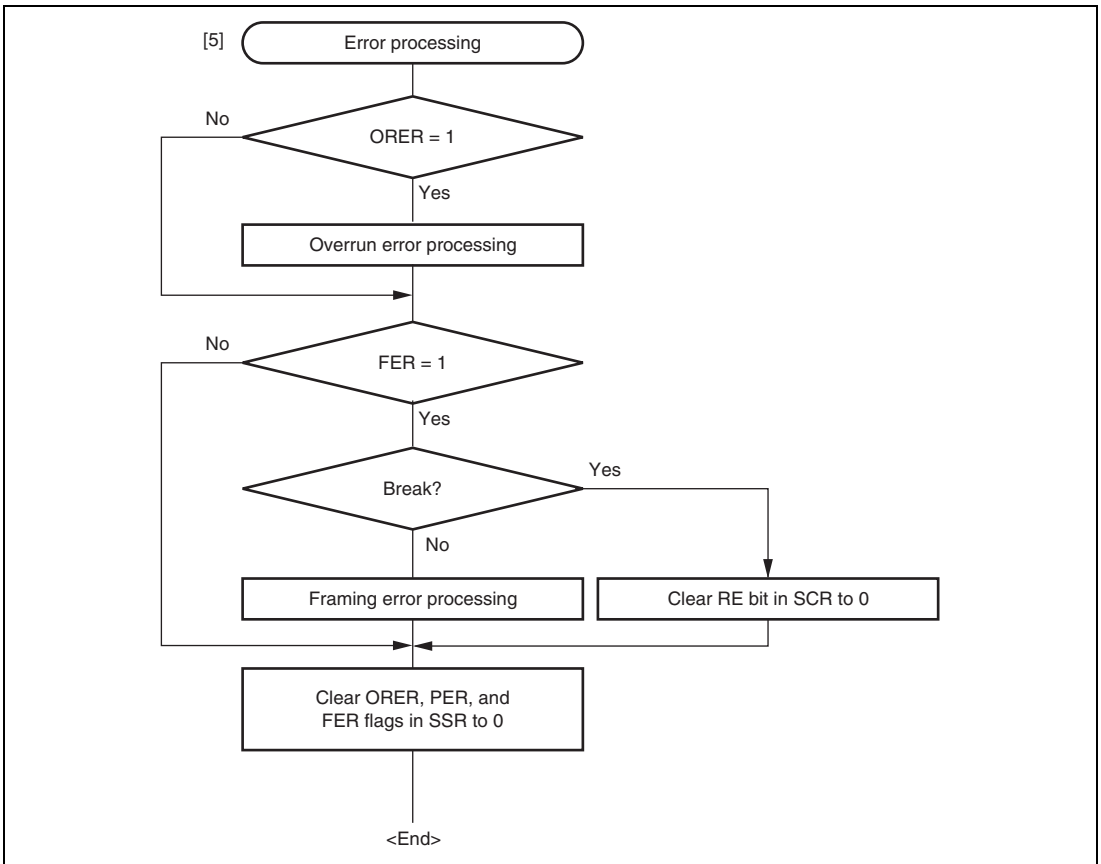 [5]
Error processing
No
ORER = 1
Yes
Overrun error processing
No
FER = 1
Yes
Yes
Break?
No
Framing error processing
Clear RE bit in SCR to 0
Clear ORER, PER, and
FER flags in SSR to 0
<End>